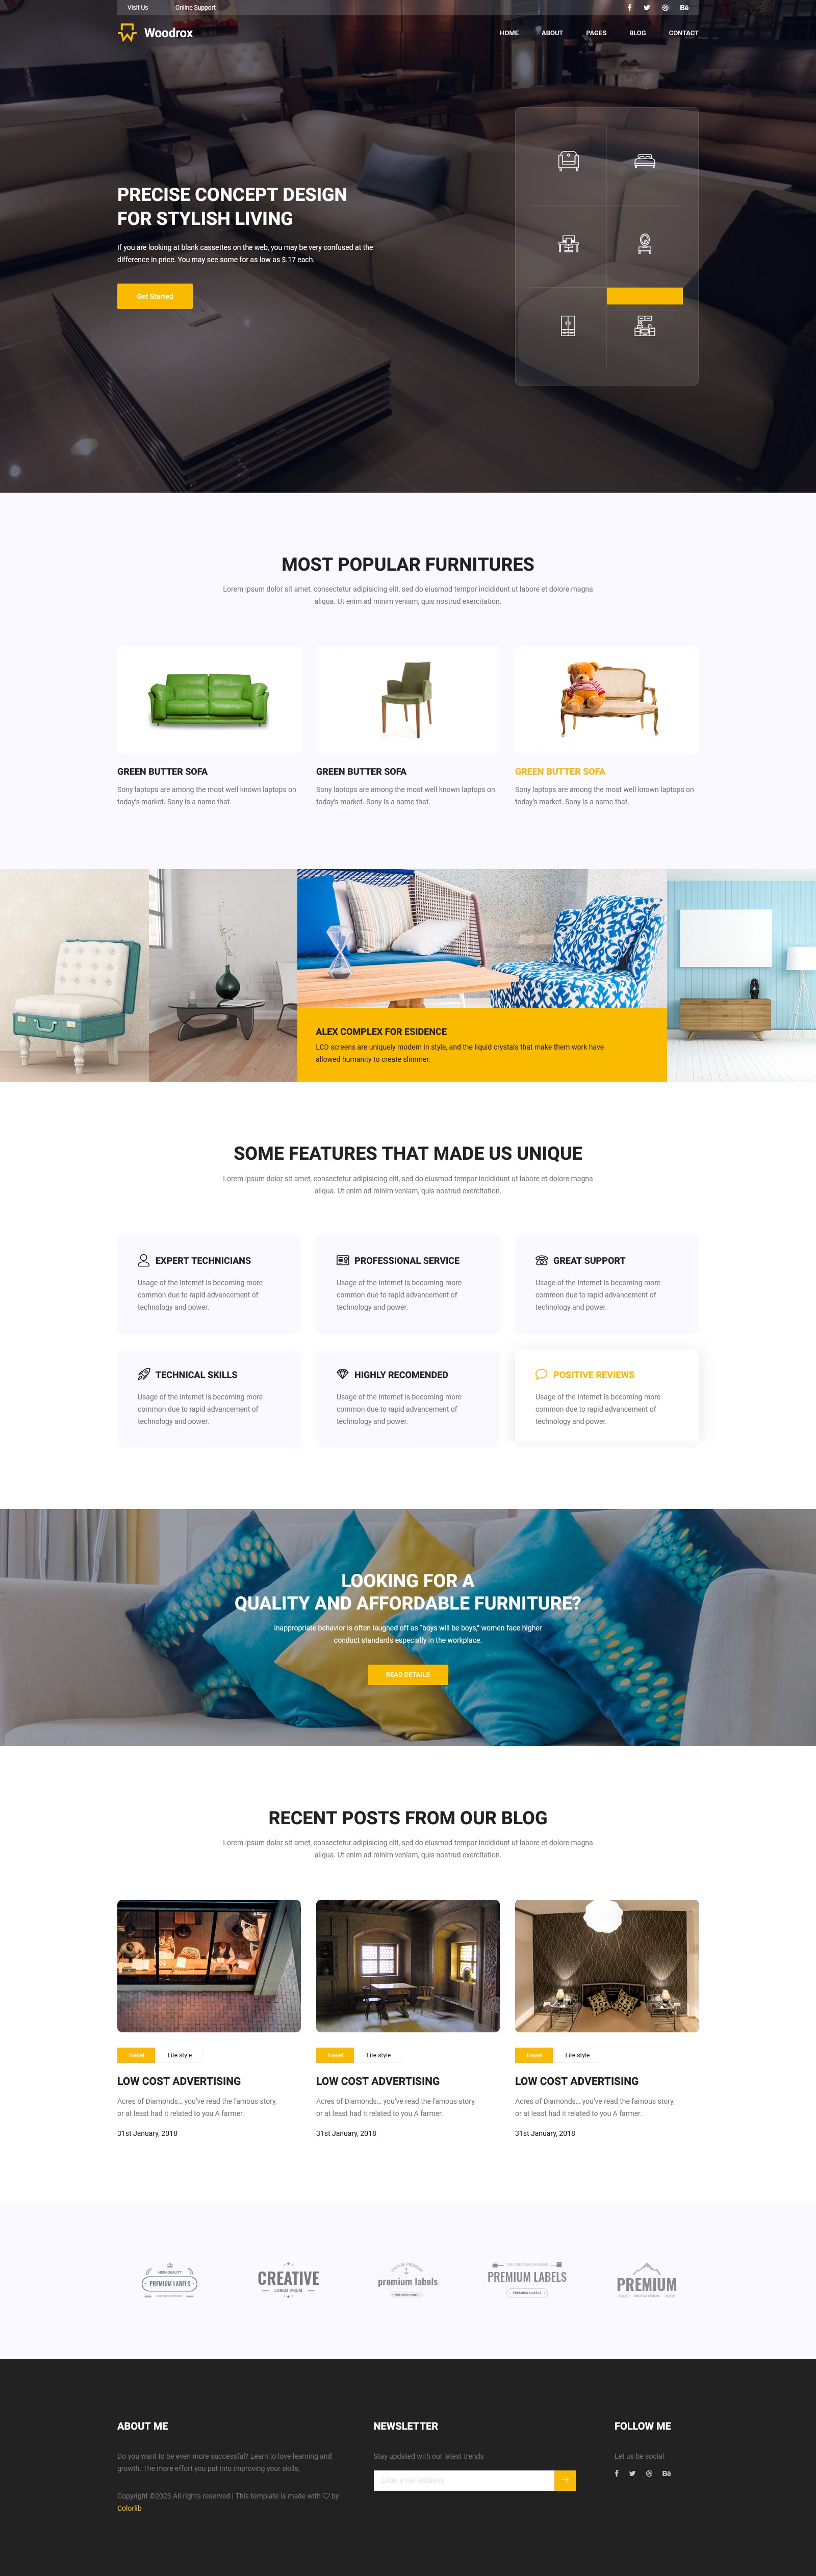 Visit Us
Online Support
Woodrox
HOME
ABOUT
PAGES
BLOG
CONTACT
PRECISE CONCEPT DESIGN
FOR STYLISH LIVING
If you are looking at blank cassettes on the web, you may be very confused at the
difference in price. You may see some for as low as $.17 each.
Get Started
MOST POPULAR FURNITURES
Lorem ipsum dolor sit amet, consectetur adipisicing elit, sed do eiusmod tempor incididunt ut labore et dolore magna
aliqua. Ut enim ad minim veniam, quis nostrud exercitation.
GREEN BUTTER SOFA
Sony laptops are among the most well known laptops on
today's market. Sony is a name that.
GREEN BUTTER SOFA
Sony laptops are among the most well known laptops on
today's market. Sony is a name that.
GREEN BUTTER SOFA
Sony laptops are among the most well known laptops on
today's market. Sony is a name that.
ALEX COMPLEX FOR ESIDENCE
LCD screens are uniquely modern in style, and the liquid crystals that make them work have
allowed humanity to create slimmer.
SOME FEATURES THAT MADE US UNIQUE
Lorem ipsum dolor sit amet, consectetur adipisicing elit, sed do eiusmod tempor incididunt ut labore et dolore magna
aliqua. Ut enim ad minim veniam, quis nostrud exercitation.
EXPERT TECHNICIANS
Usage of the Internet is becoming more
common due to rapid advancement of
technology and power.
PROFESSIONAL SERVICE
Usage of the Internet is becoming more
common due to rapid advancement of
technology and power.
GREAT SUPPORT
Usage of the Internet is becoming more
common due to rapid advancement of
technology and power.
TECHNICAL SKILLS
Usage of the Internet is becoming more
common due to rapid advancement of
technology and power.
HIGHLY RECOMENDED
Usage of the Internet is becoming more
common due to rapid advancement of
technology and power.
POSITIVE REVIEWS
Usage of the Internet is becoming more
common due to rapid advancement of
technology and power.
LOOKING FOR A
QUALITY AND AFFORDABLE FURNITURE?
inappropriate behavior is often laughed off as "boys will be boys," women face higher
conduct standards especially in the workplace.
READ DETAILS
RECENT POSTS FROM OUR BLOG
Lorem ipsum dolor sit amet, consectetur adipisicing elit, sed do eiusmod tempor incididunt ut labore et dolore magna
aliqua. Ut enim ad minim veniam, quis nostrud exercitation.
Travel
Life style
LOW COST ADVERTISING
Acres of Diamonds... you've read the famous story,
or at least had it related to you A farmer.
31st January, 2018
Travel
Life style
LOW COST ADVERTISING
Acres of Diamonds... you've read the famous story,
or at least had it related to you A farmer.
31st January, 2018
Travel
Life style
LOW COST ADVERTISING
Acres of Diamonds... you've read the famous story,
or at least had it related to you A farmer.
31st January, 2018
HIGH QUALITY
PREMIUM LABELS
CREATIVE
LOREM IPSUM
premium labels
PREMIUM LABELS
PREMIUM LABELS
PREMIUM
ABOUT ME
Do you want to be even more successful? Learn to love learning and
growth. The more effort you put into improving your skills,
Copyright ©2023 All rights reserved | This template is made with ♡ by
Colorlib
NEWSLETTER
Stay updated with our latest trends
Enter email address
FOLLOW ME
Let us be social